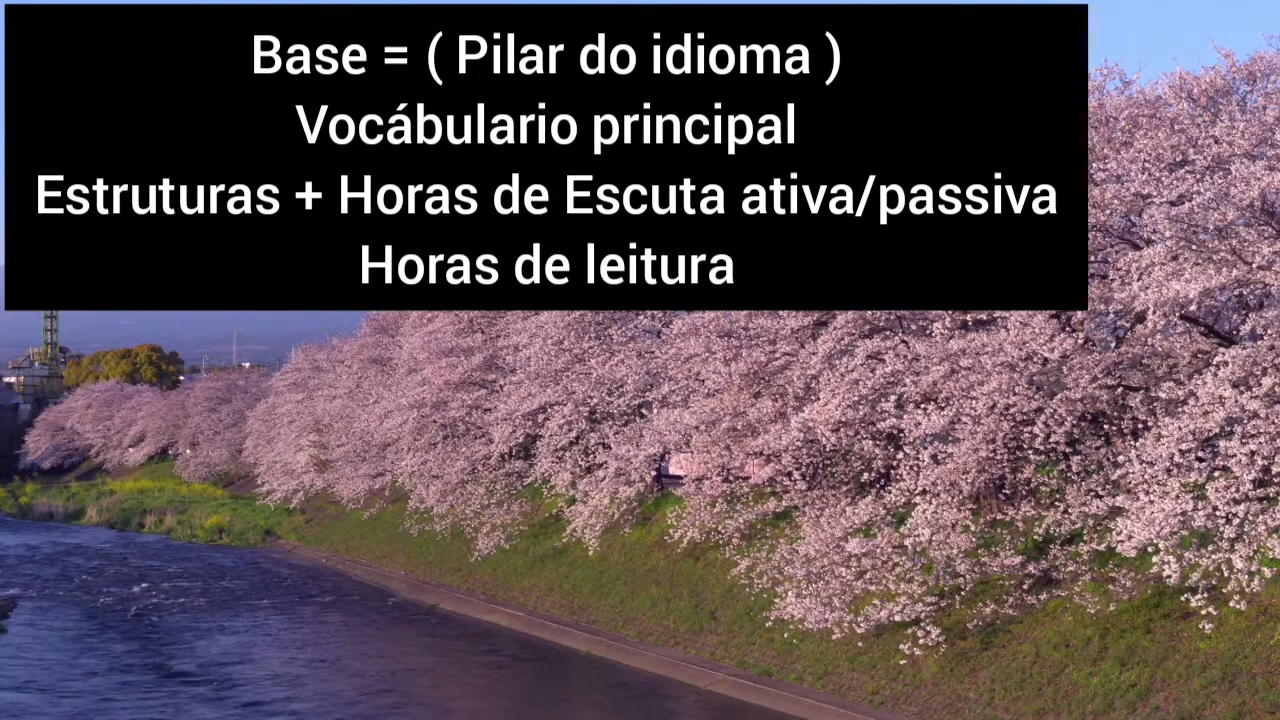 Base = ( Pilar do idioma )
Vocábulario principal
Estruturas + Horas de Escuta ativa/passiva
Horas de leitura